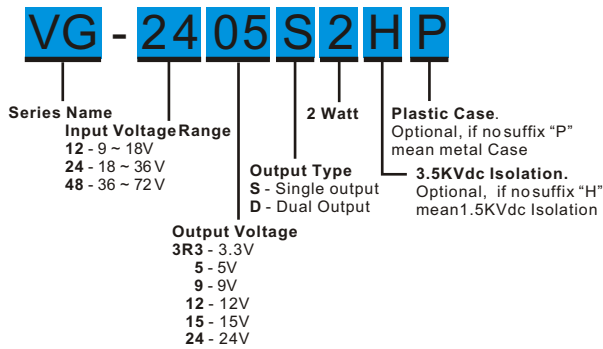 VG - 24 05 S 2 H P
Series Name
Input Voltage Range
12 - 9 ~ 18V
24 - 18 ~ 36V
48 - 36 ~ 72V
Output Voltage
3R3 - 3.3V
5 - 5V
9 - 9V
12 - 12V
15 - 15V
24 - 24V
Output Type
S - Single output
D - Dual Output
2 Watt
Plastic Case.
Optional, if no suffix “P”
mean metal Case
3.5KVdc Isolation.
Optional, if no suffix “H”
mean1.5KVdc Isolation